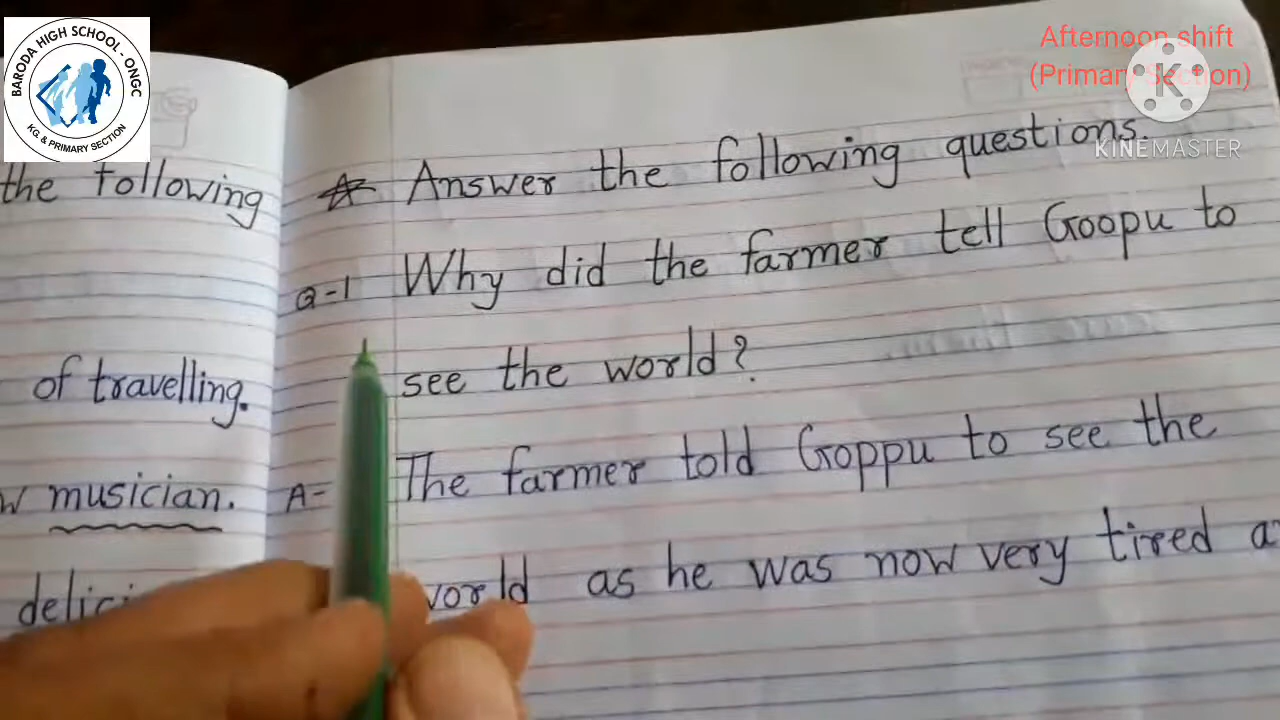 BARODA HIGH SCHOOL - ONGC
KG & PRIMARY SECTION
Afternoon shift
(Primary Section)
KINEMASTER
the following
of travelling.
musician.
☆ Answer the following questions.
Q-1 Why did the farmer tell Goopu to
see the world?
A- The farmer told Goppu to see the
world as he was now very tired